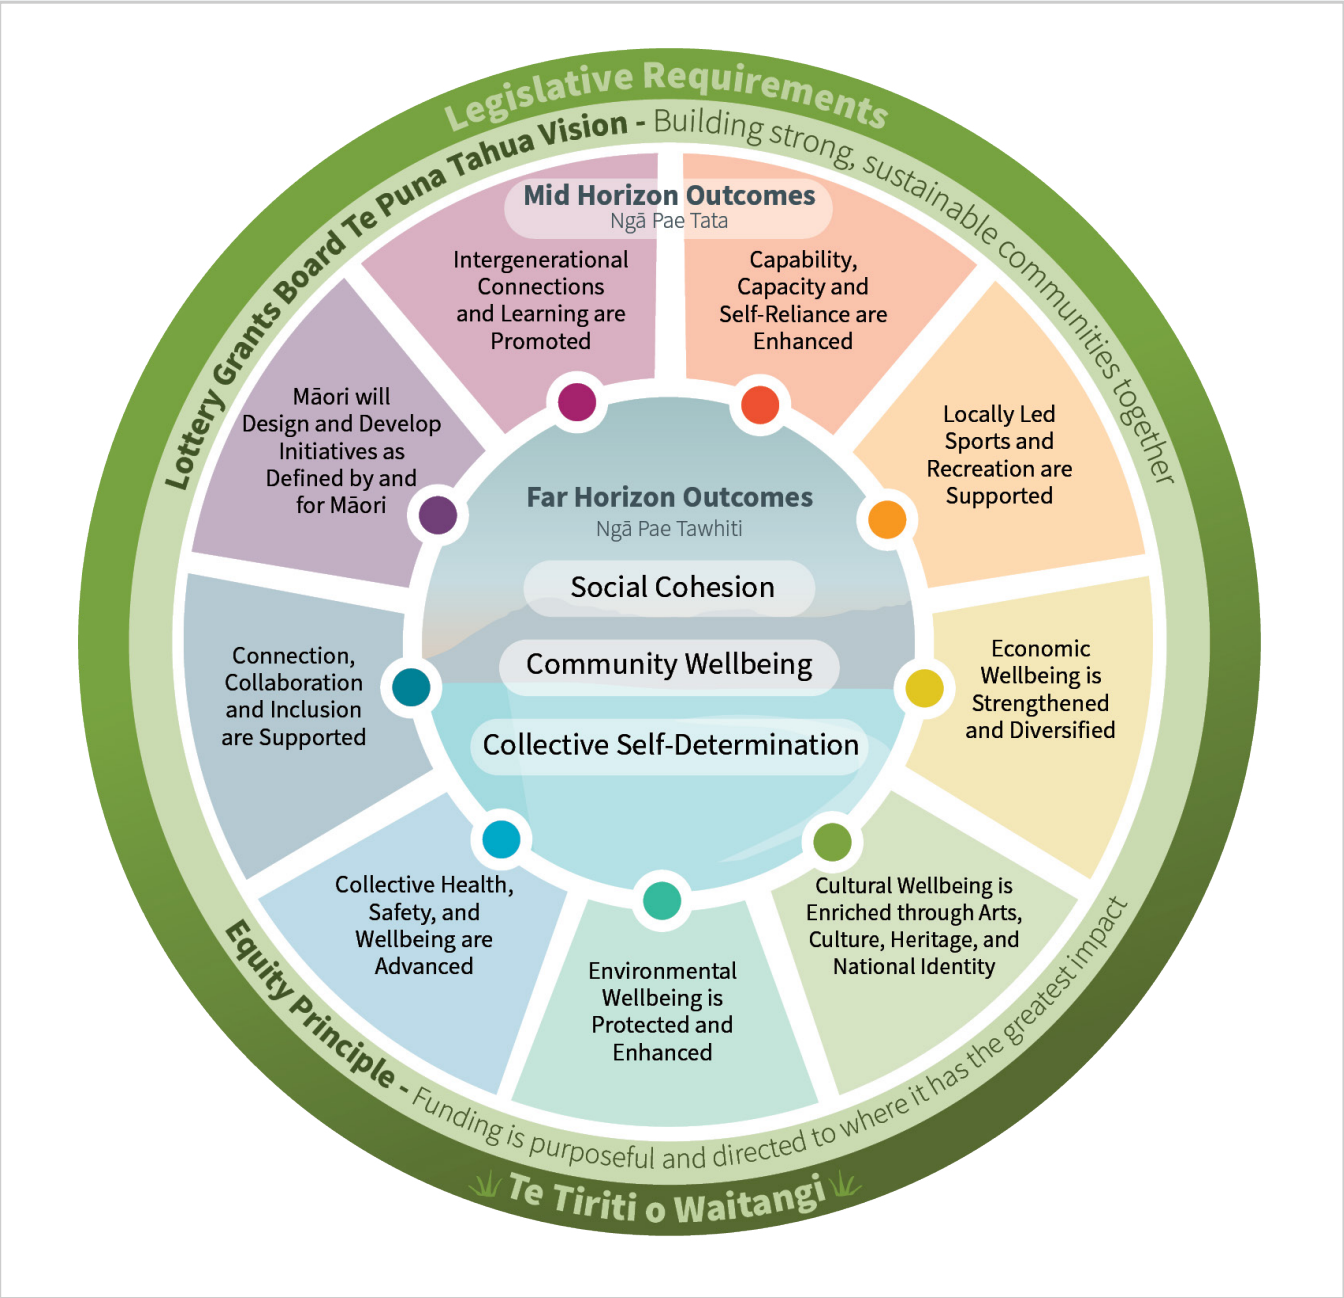 Legislative Requirements
Lottery Grants Board Te Puna Tahua Vision - Building strong, sustainable communities together
Mid Horizon Outcomes
Ngā Pae Tata
Intergenerational
Connections
and Learning are
Promoted
Capability,
Capacity and
Self-Reliance are
Enhanced
Locally Led
Sports and
Recreation are
Supported
Economic
Wellbeing is
Strengthened
and Diversified
Cultural Wellbeing is
Enriched through Arts,
Culture, Heritage, and
National Identity
Environmental
Wellbeing is
Protected and
Enhanced
Collective Health,
Safety, and
Wellbeing are
Advanced
Connection,
Collaboration
and Inclusion
are Supported
Māori will
Design and Develop
Initiatives as
Defined by and
for Māori
Far Horizon Outcomes
Ngā Pae Tawhiti
Social Cohesion
Community Wellbeing
Collective Self-Determination
Equity Principle - Funding is purposeful and directed to where it has the greatest impact
Te Tiriti o Waitangi